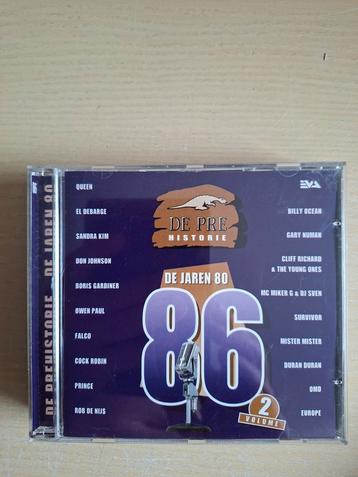 DE PREHISTORIE DE JAREN 80
QUEEN
EL DEBARGE
SANDRA KIM
DON JOHNSON
BORIS GARDINER
OWEN PAUL
FALCO
COCK ROBIN
PRINCE
ROB DE NIJS
DE PRE
HISTORIE
DE JAREN 80
86
2
VOLUME
EVA
BILLY OCEAN
GARY NUMAN
CLIFF RICHARD
& THE YOUNG ONES
MC MIKER G & DJ SVEN
SURVIVOR
MISTER MISTER
DURAN DURAN
OMD
EUROPE